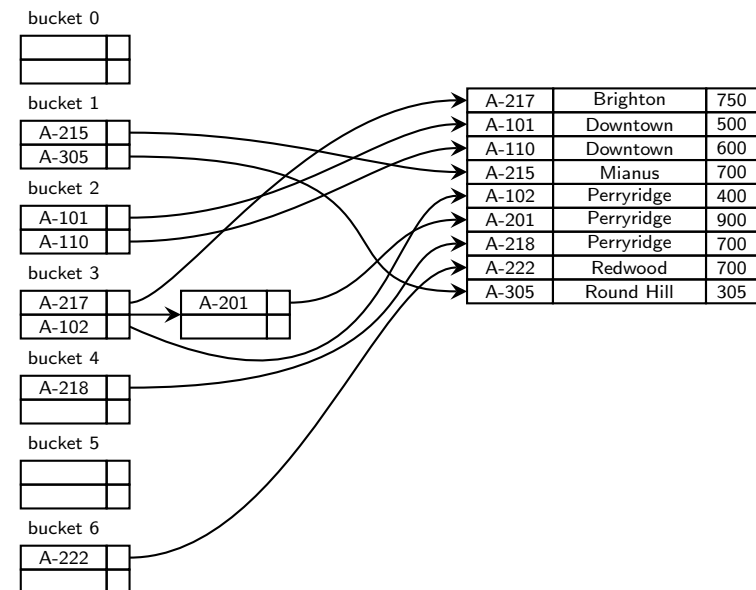 bucket 0
bucket 1
A-215
A-305
bucket 2
A-101
A-110
bucket 3
A-217
A-102
A-201
bucket 4
A-218
bucket 5
bucket 6
A-222
A-217 Brighton 750
A-101 Downtown 500
A-110 Downtown 600
A-215 Mianus 700
A-102 Perryridge 400
A-201 Perryridge 900
A-218 Perryridge 700
A-222 Redwood 700
A-305 Round Hill 305